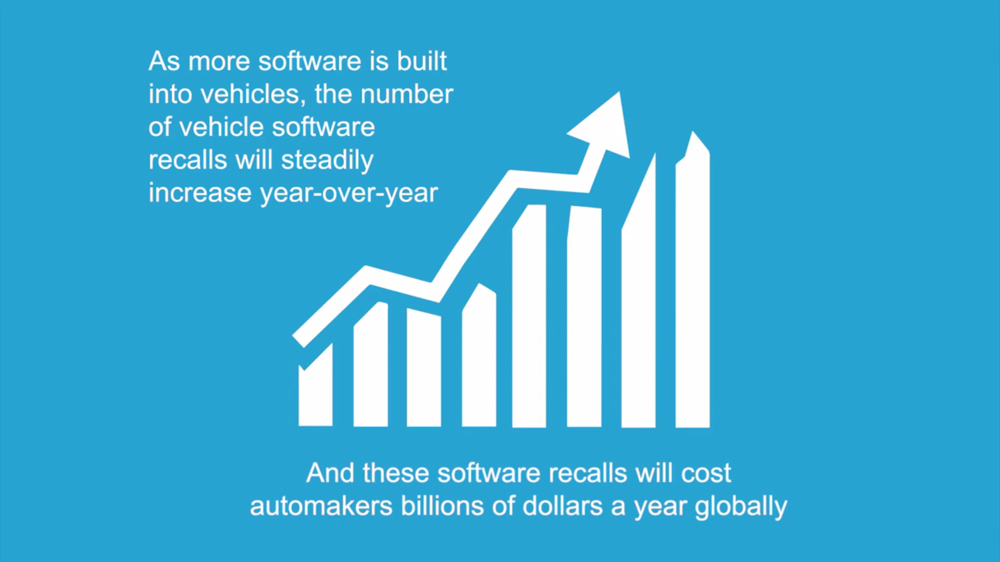 As more software is built
into vehicles, the number
of vehicle software
recalls will steadily
increase year-over-year
And these software recalls will cost
automakers billions of dollars a year globally